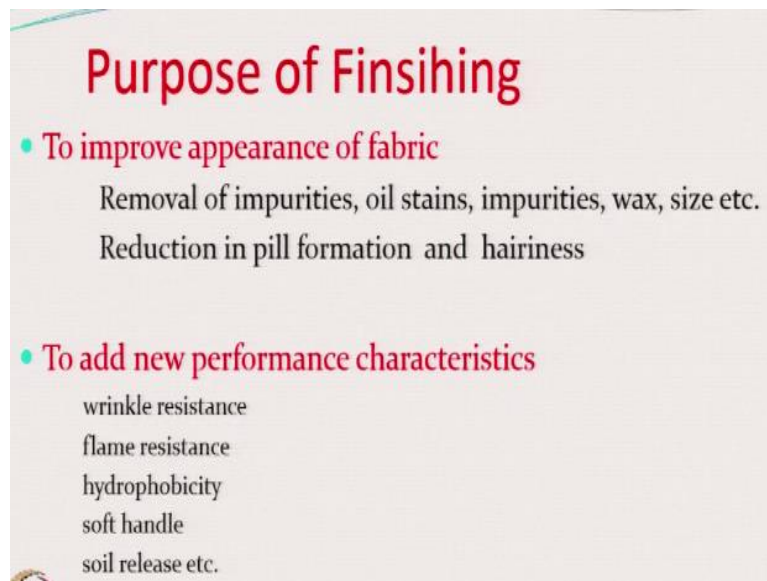 Purpose of Finsihing
• To improve appearance of fabric
Removal of impurities, oil stains, impurities, wax, size etc.
Reduction in pill formation and hairiness
• To add new performance characteristics
wrinkle resistance
flame resistance
hydrophobicity
soft handle
soil release etc.